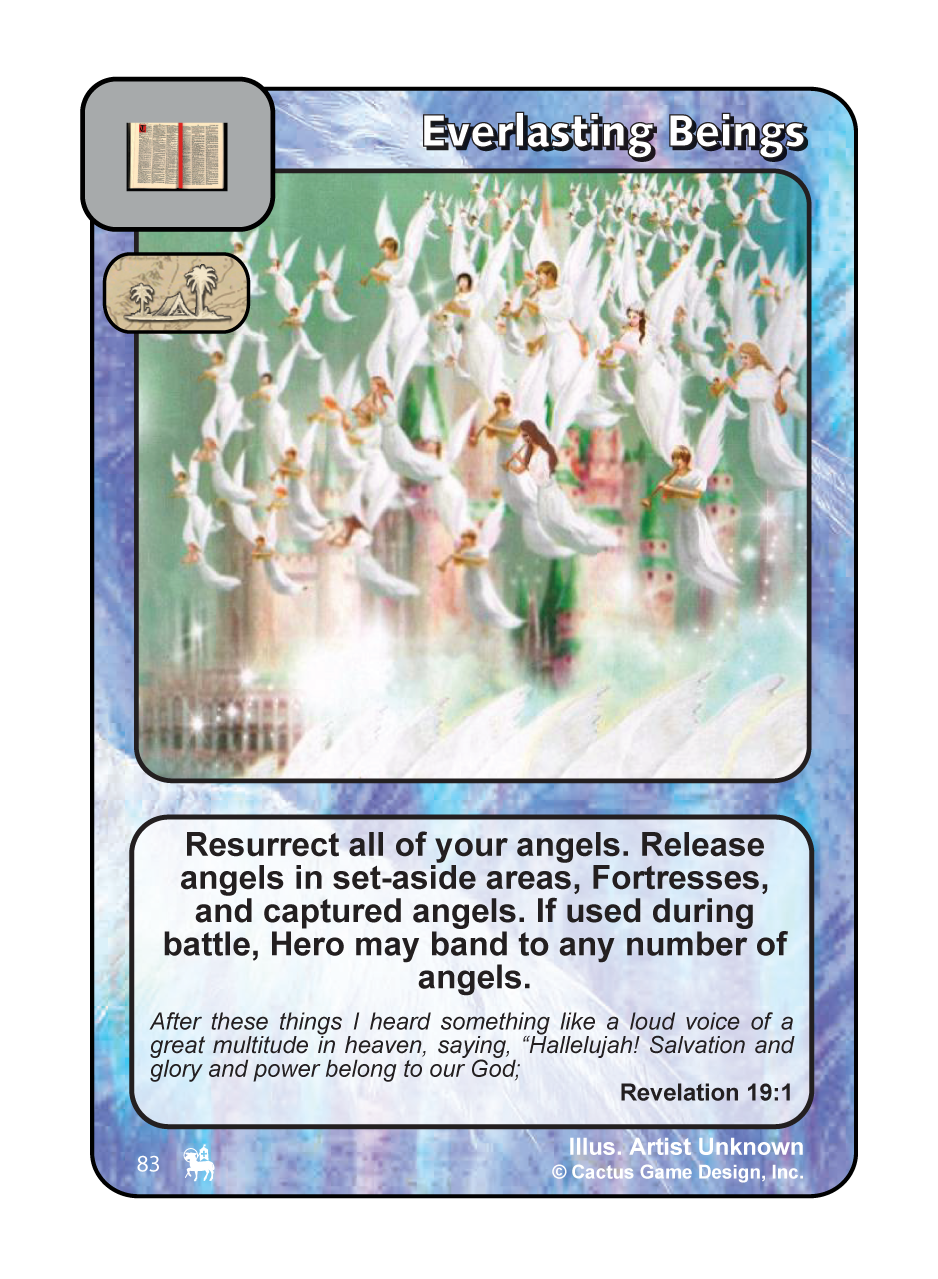 Everlasting Beings
Resurrect all of your angels. Release
angels in set-aside areas, Fortresses,
and captured angels. If used during
battle, Hero may band to any number of
angels.
After these things I heard something like a loud voice of a
great multitude in heaven, saying, “Hallelujah! Salvation and
glory and power belong to our God;
Revelation 19:1
83
Illus. Artist Unknown
© Cactus Game Design, Inc.